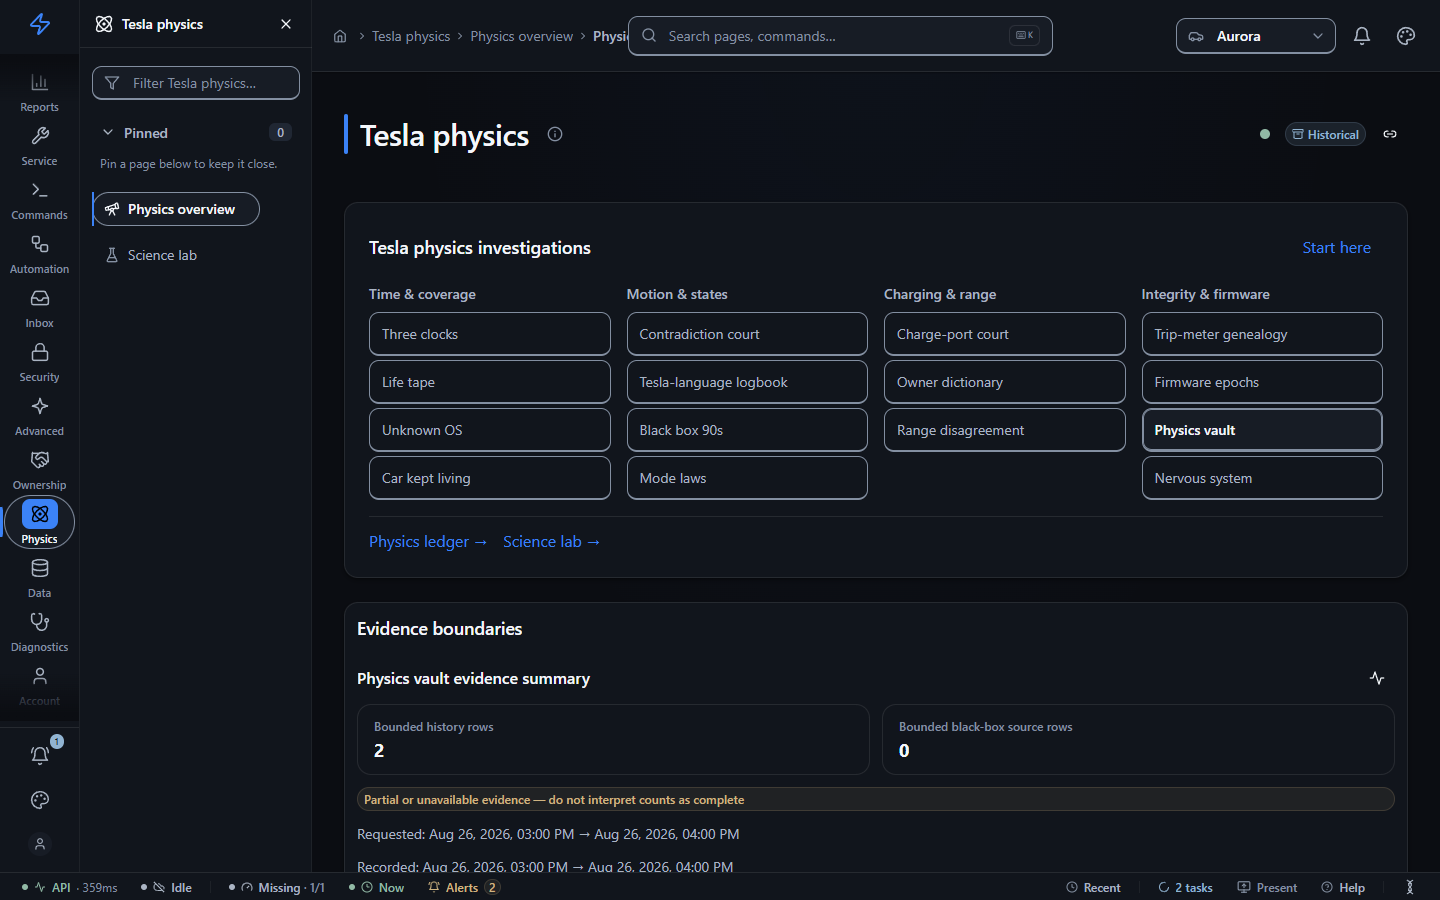 Tesla physics
Tesla physics
Physics overview
Physic
Search pages, commands...
K
Aurora
Filter Tesla physics...
Pinned
0
Pin a page below to keep it close.
Physics overview
Science lab
Reports
Service
Commands
Automation
Inbox
Security
Advanced
Ownership
Physics
Data
Diagnostics
Account
1
Tesla physics
Historical
Tesla physics investigations
Start here
Time & coverage
Three clocks
Life tape
Unknown OS
Car kept living
Motion & states
Contradiction court
Tesla-language logbook
Black box 90s
Mode laws
Charging & range
Charge-port court
Owner dictionary
Range disagreement
Integrity & firmware
Trip-meter genealogy
Firmware epochs
Physics vault
Nervous system
Physics ledger →
Science lab →
Evidence boundaries
Physics vault evidence summary
Bounded history rows
2
Bounded black-box source rows
0
Partial or unavailable evidence — do not interpret counts as complete
Requested: Aug 26, 2026, 03:00 PM → Aug 26, 2026, 04:00 PM
Recorded: Aug 26, 2026, 03:00 PM → Aug 26, 2026, 04:00 PM
API · 359ms
Idle
Missing · 1/1
Now
Alerts 2
Recent
2 tasks
Present
Help